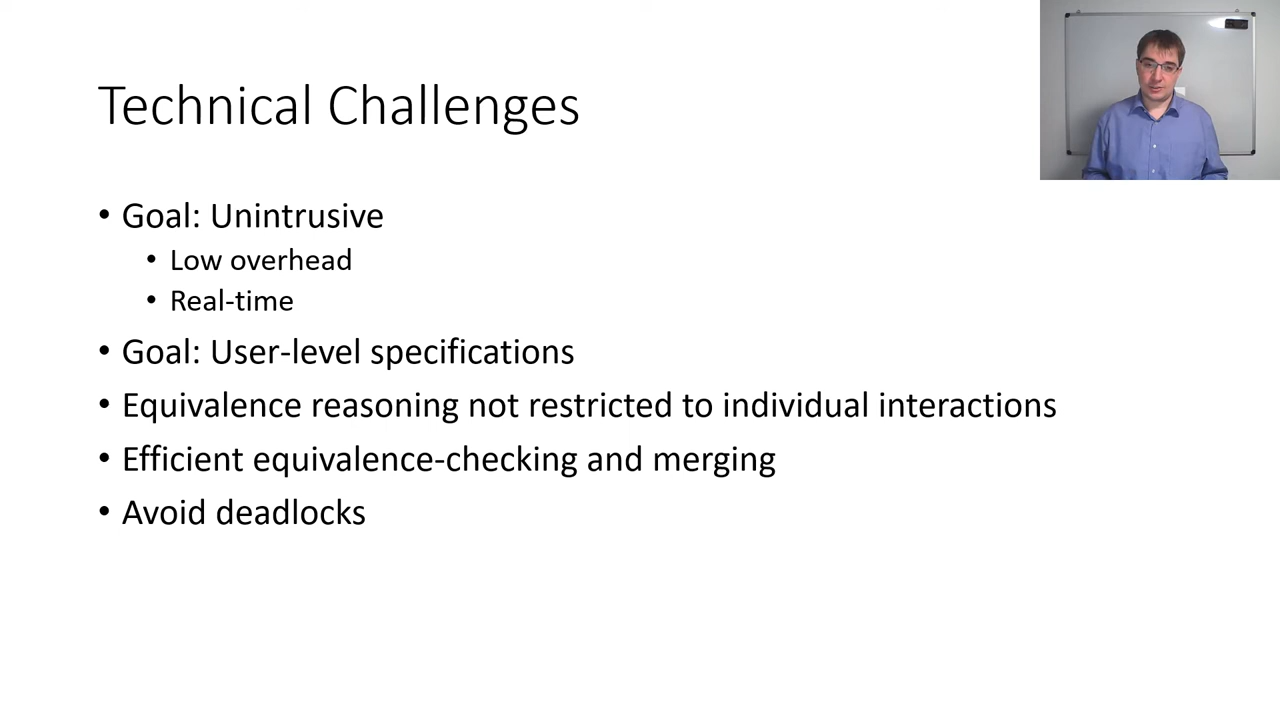 Technical Challenges
• Goal: Unintrusive
• Low overhead
• Real-time
• Goal: User-level specifications
• Equivalence reasoning not restricted to individual interactions
• Efficient equivalence-checking and merging
• Avoid deadlocks